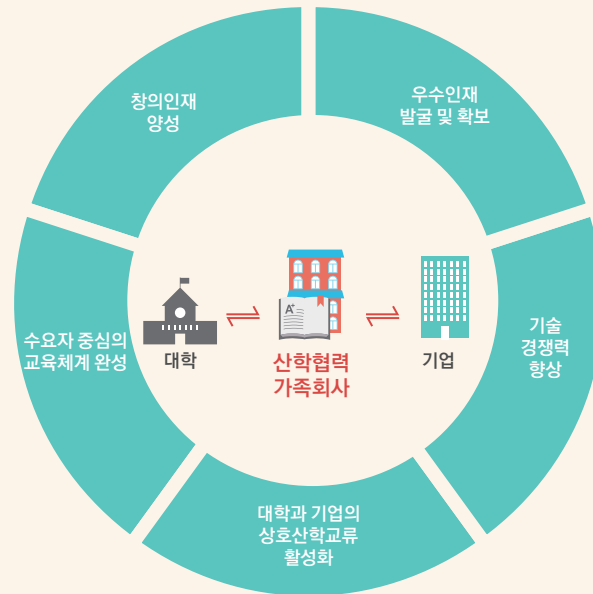 창의인재
양성
우수인재
발굴 및 확보
수요자 중심의
교육체계 완성
대학
A+
산학협력
가족회사
기업
기술
경쟁력
향상
대학과 기업의
상호산학교류
활성화